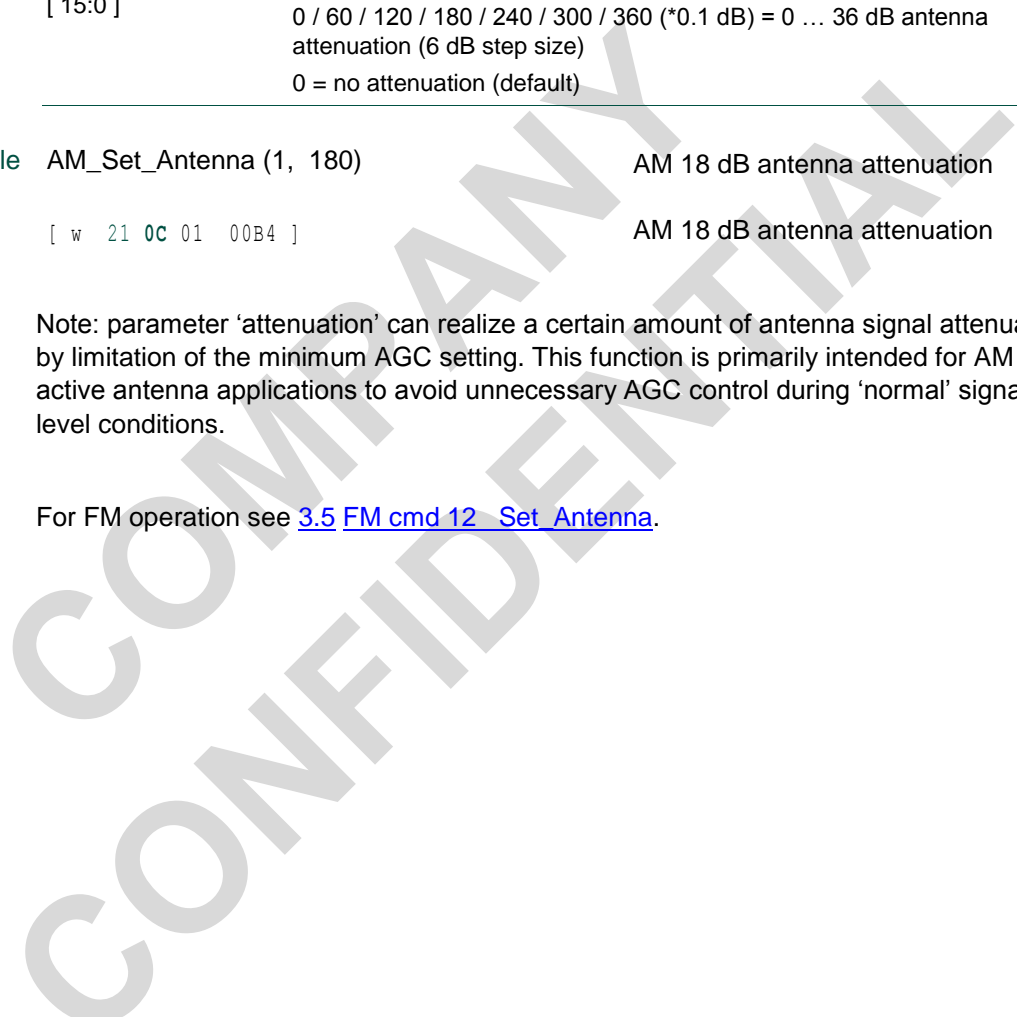 [ 15:0 ]
0 / 60 / 120 / 180 / 240 / 300 / 360 (*0.1 dB) = 0 … 36 dB antenna
attenuation (6 dB step size)
0 = no attenuation (default)
le AM_Set_Antenna (1, 180) AM 18 dB antenna attenuation
[ w 21 0C 01 00B4 ] AM 18 dB antenna attenuation
Note: parameter ‘attenuation’ can realize a certain amount of antenna signal attenua
by limitation of the minimum AGC setting. This function is primarily intended for AM
active antenna applications to avoid unnecessary AGC control during ‘normal’ signa
level conditions.
For FM operation see 3.5 FM cmd 12 Set_Antenna.
COMPANY
CONFIDENTIAL